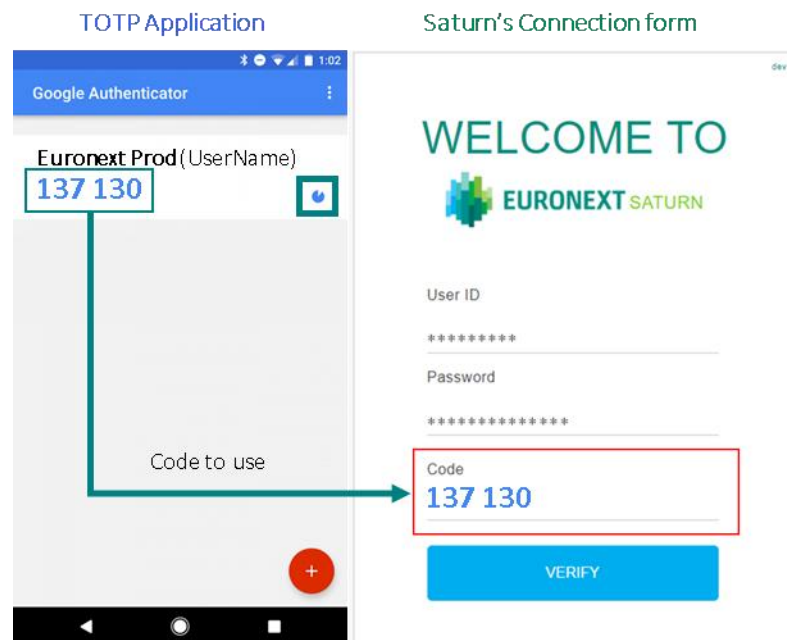 TOTP Application
Saturn's Connection form
1:02
Google Authenticator
Euronext Prod (UserName)
137 130
Code to use
+
dev
WELCOME TO
EURONEXT SATURN
User ID
*********
Password
**************
Code
137 130
VERIFY